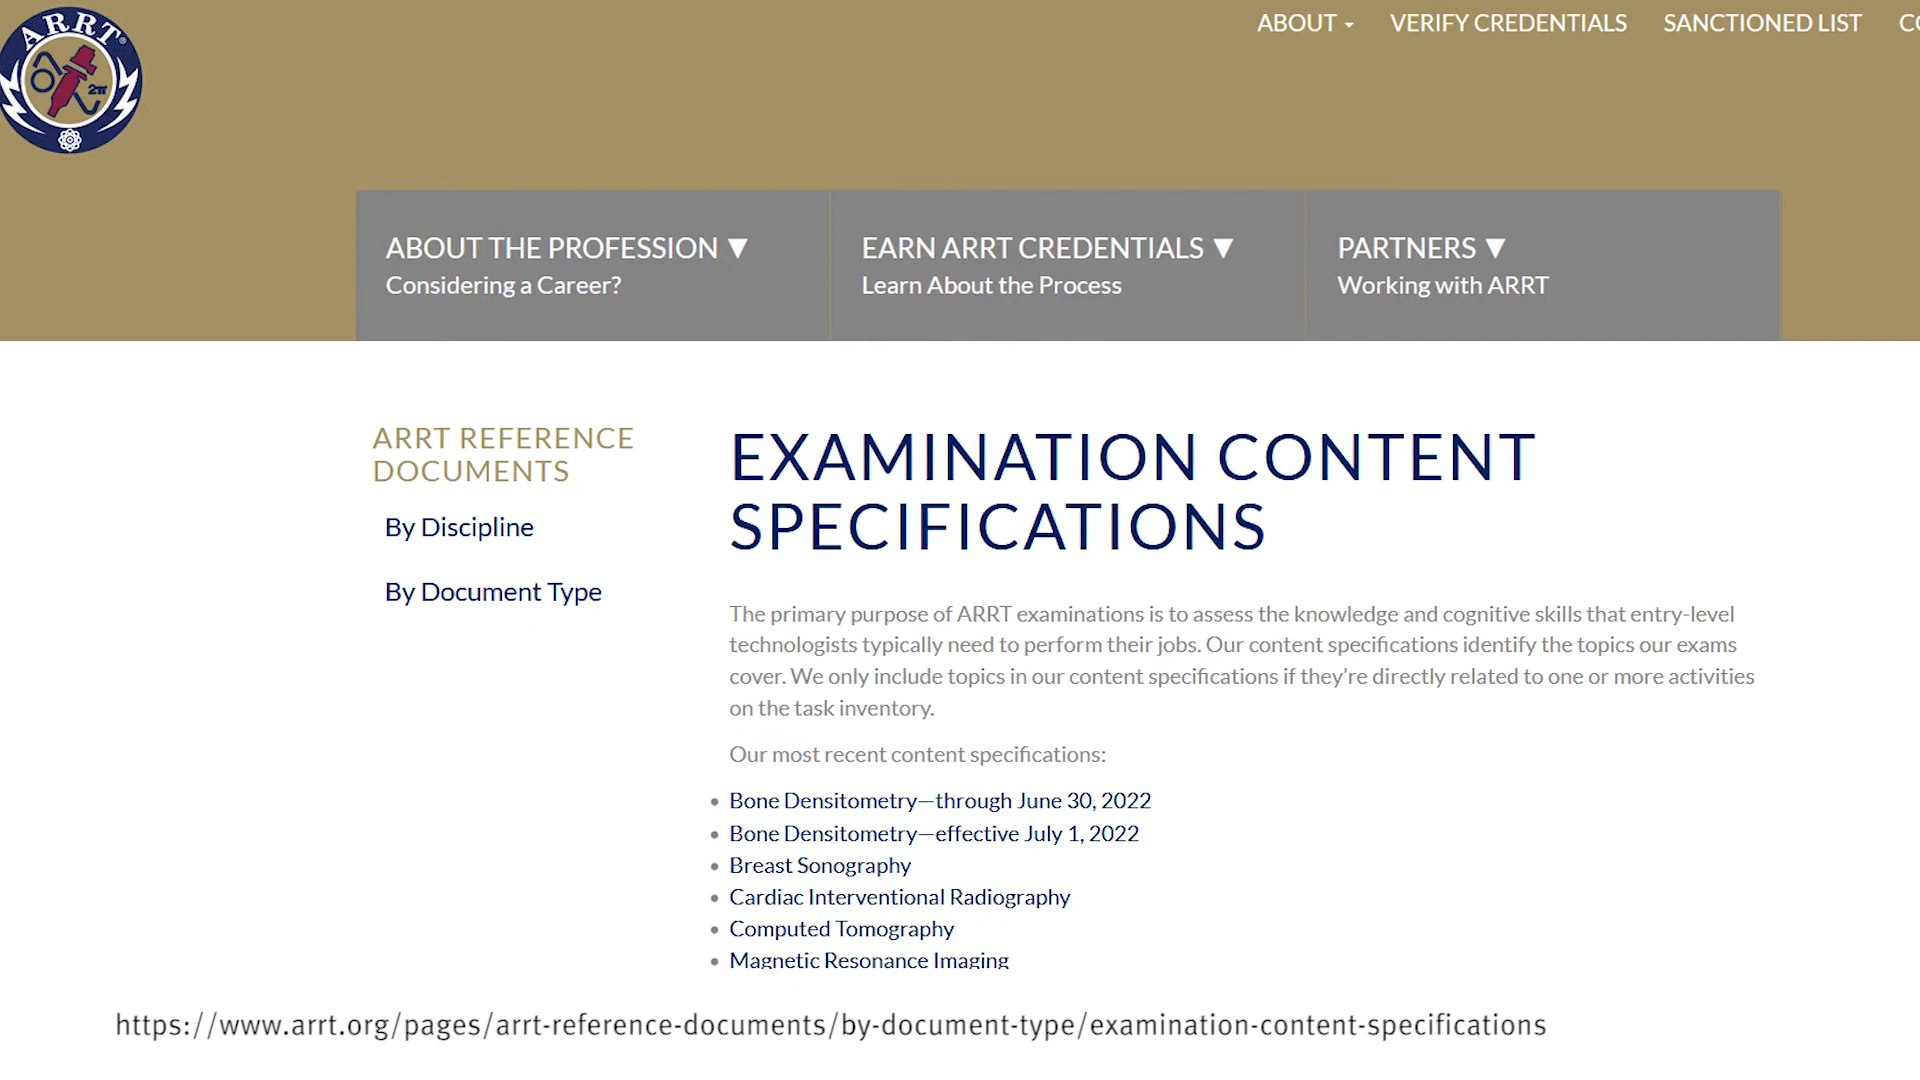 ARRT
2π
ABOUT
VERIFY CREDENTIALS
SANCTIONED LIST
ABOUT THE PROFESSION ▼
Considering a Career?
EARN ARRT CREDENTIALS ▼
Learn About the Process
PARTNERS ▼
Working with ARRT
ARRT REFERENCE
DOCUMENTS
By Discipline
By Document Type
EXAMINATION CONTENT
SPECIFICATIONS
The primary purpose of ARRT examinations is to assess the knowledge and cognitive skills that entry-level
technologists typically need to perform their jobs. Our content specifications identify the topics our exams
cover. We only include topics in our content specifications if they’re directly related to one or more activities
on the task inventory.
Our most recent content specifications:
• Bone Densitometry—through June 30, 2022
• Bone Densitometry—effective July 1, 2022
• Breast Sonography
• Cardiac Interventional Radiography
• Computed Tomography
• Magnetic Resonance Imaging
https://www.arrt.org/pages/arrt-reference-documents/by-document-type/examination-content-specifications